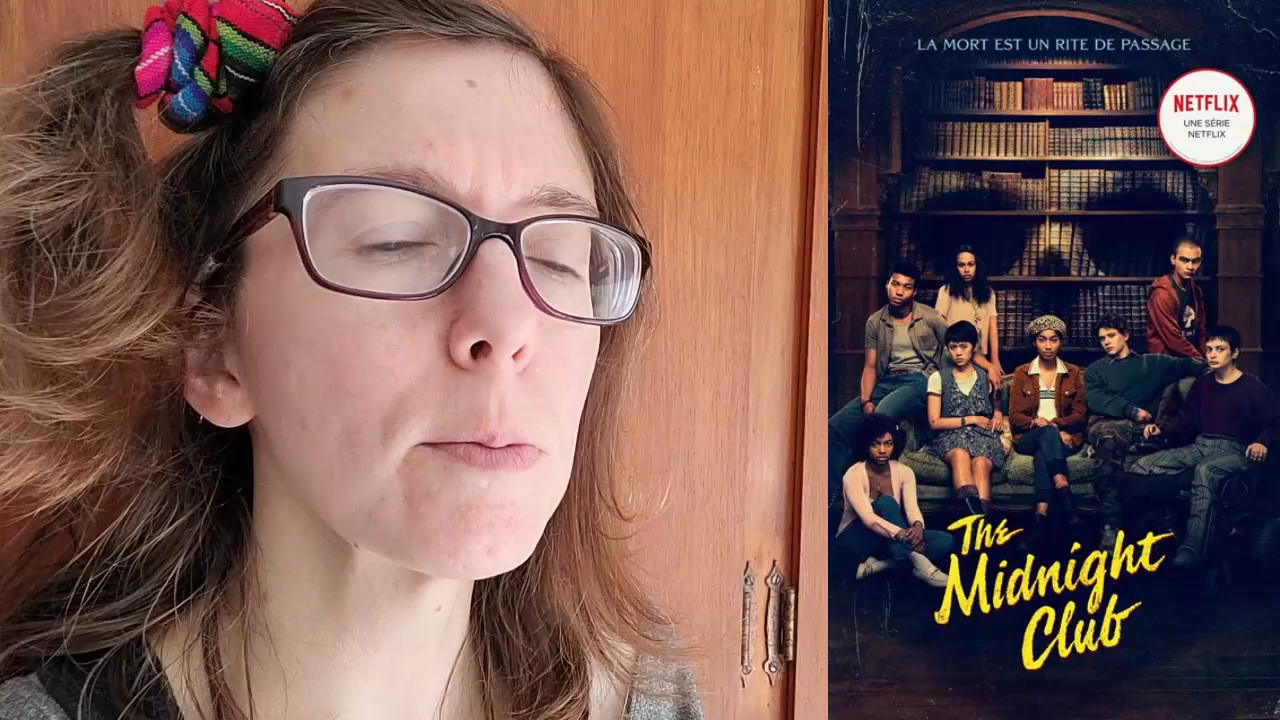 LA MORT EST UN RITE DE PASSAGE
NETFLIX
UNE SÉRIE
NETFLIX
The
Midnight
Club